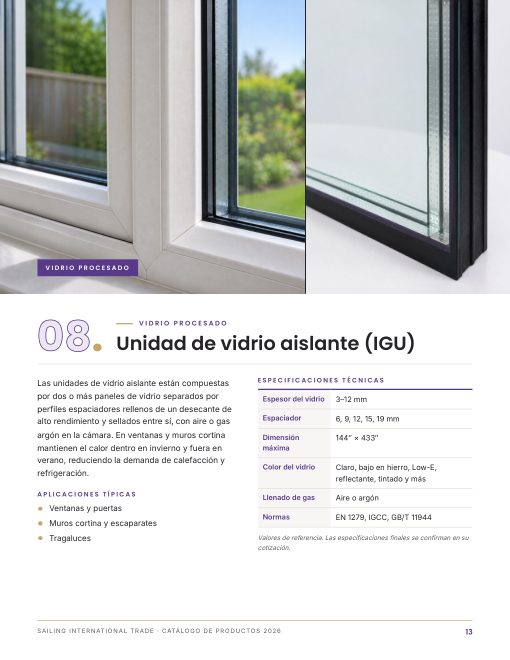 VIDRIO PROCESADO
08.
VIDRIO PROCESADO
Unidad de vidrio aislante (IGU)
Las unidades de vidrio aislante están compuestas
por dos o más paneles de vidrio separados por
perfiles espaciadores rellenos de un desecante de
alto rendimiento y sellados entre sí, con aire o gas
argón en la cámara. En ventanas y muros cortina
mantienen el calor dentro en invierno y fuera en
verano, reduciendo la demanda de calefacción y
refrigeración.
APLICACIONES TÍPICAS
Ventanas y puertas
Muros cortina y escaparates
Tragaluces
ESPECIFICACIONES TÉCNICAS
Espesor del vidrio 3–12 mm
Espaciador 6, 9, 12, 15, 19 mm
Dimensión máxima 144″ × 433″
Color del vidrio Claro, bajo en hierro, Low-E,
reflectante, tintado y más
Llenado de gas Aire o argón
Normas EN 1279, IGCC, GB/T 11944
Valores de referencia. Las especificaciones finales se confirman en su
cotización.
SAILING INTERNATIONAL TRADE · CATÁLOGO DE PRODUCTOS 2026
13